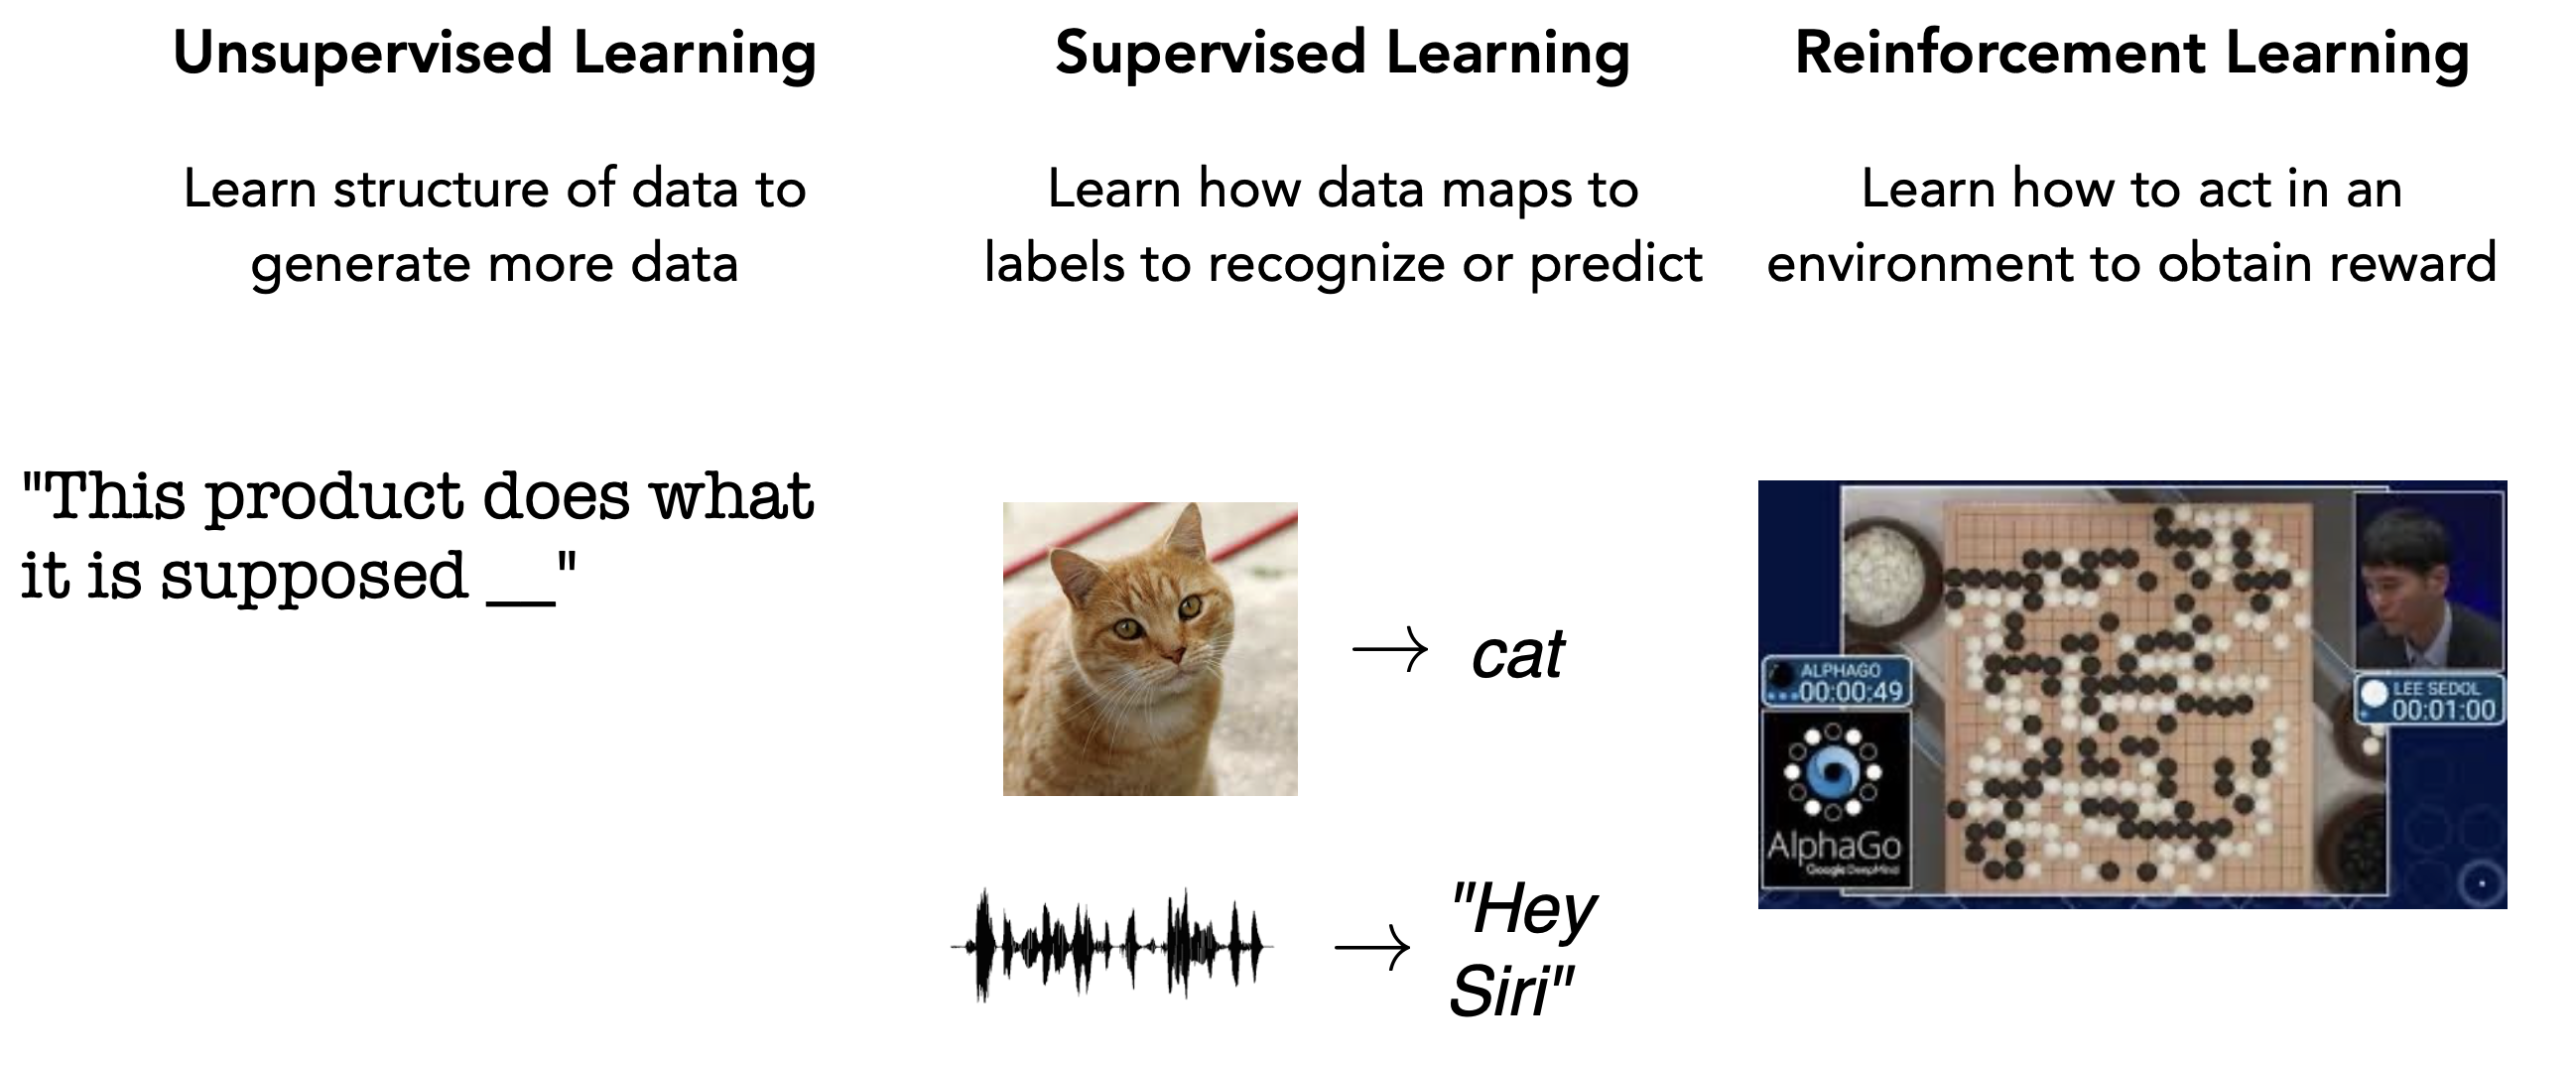 Unsupervised Learning
Learn structure of data to
generate more data
"This product does what
it is supposed __"
Supervised Learning
Learn how data maps to
labels to recognize or predict
→ cat
→ "Hey
Siri"
Reinforcement Learning
Learn how to act in an
environment to obtain reward
ALPHAGO
00:00:49
LEE SEDOL
00:01:00
AlphaGo
Google DeepMind